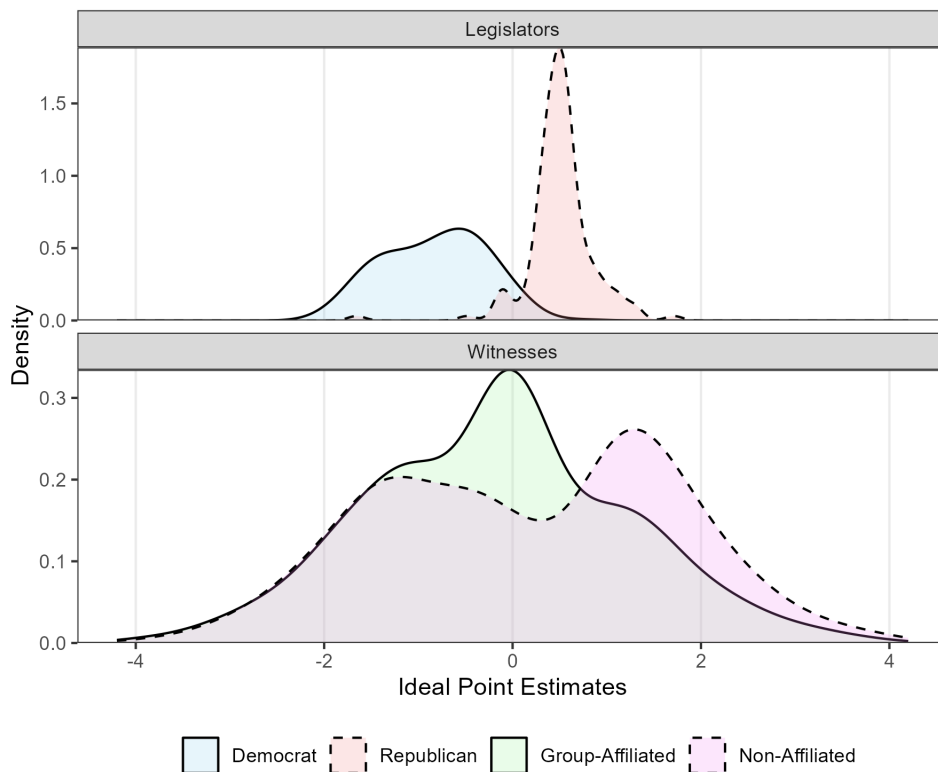 Legislators
1.5
1.0
0.5
0.0
Density
Witnesses
0.3
0.2
0.1
0.0
-4 -2 0 2 4
Ideal Point Estimates
Democrat Republican Group-Affiliated Non-Affiliated